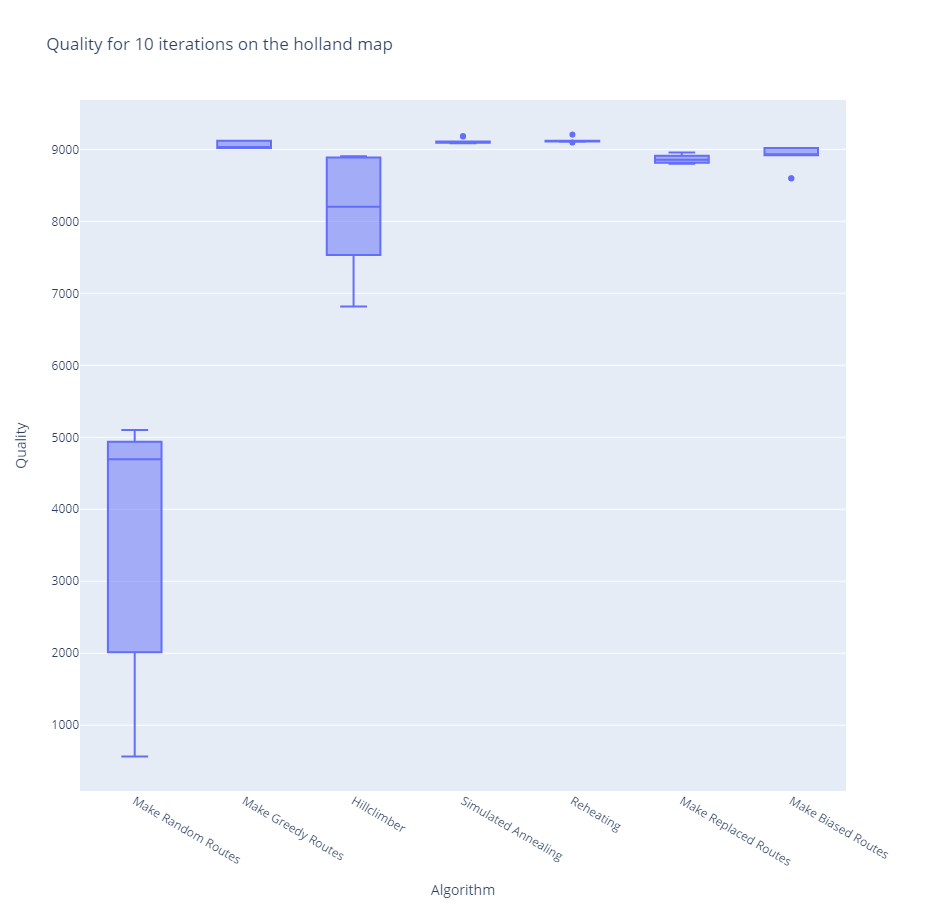 Quality for 10 iterations on the holland map
9000
8000
7000
6000
5000
4000
3000
2000
1000
Quality
Make Random Routes
Make Greedy Routes
Hillclimber
Simulated Annealing
Reheating
Make Replaced Routes
Make Biased Routes
Algorithm